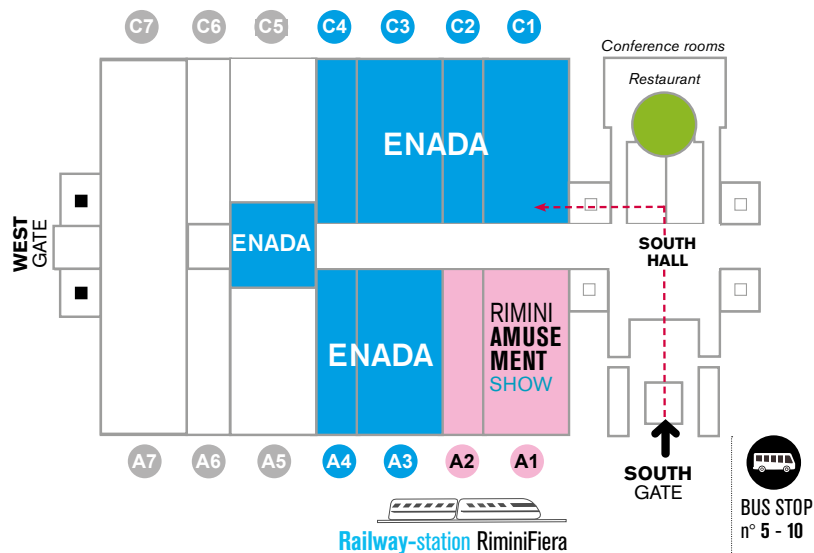 C7 C6 C5 C4 C3 C2 C1
Conference rooms
Restaurant
ENADA
WEST
GATE
ENADA
SOUTH
HALL
ENADA
RIMINI
AMUSE
MENT
SHOW
A7 A6 A5 A4 A3 A2 A1
SOUTH
GATE
BUS STOP
n° 5 - 10
Railway-station RiminiFiera